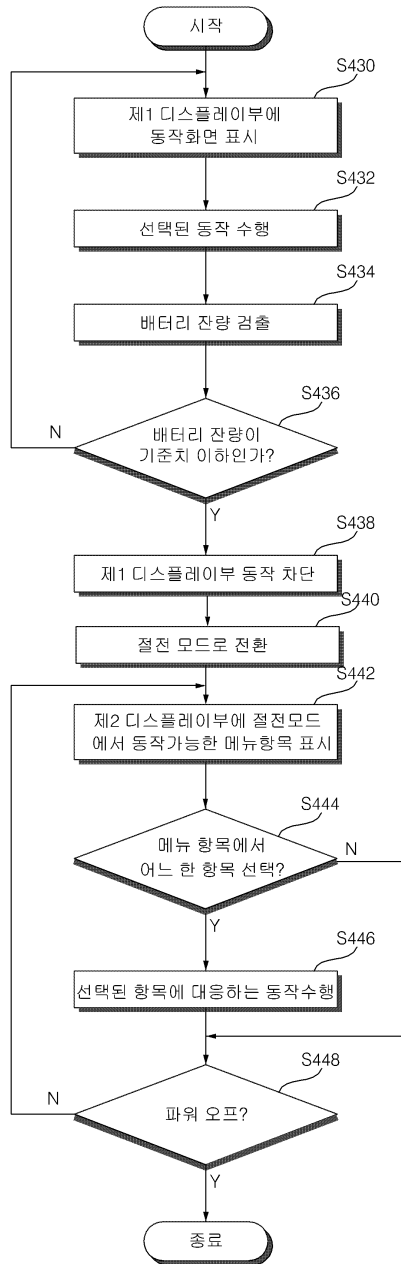 시작
S430
제1 디스플레이부에
동작화면 표시
S432
선택된 동작 수행
S434
배터리 잔량 검출
S436
N
배터리 잔량이
기준치 이하인가?
Y
S438
제1 디스플레이부 동작 차단
S440
절전 모드로 전환
S442
제2 디스플레이부에 절전모드
에서 동작가능한 메뉴항목 표시
S444
메뉴 항목에서
어느 한 항목 선택?
N
Y
S446
선택된 항목에 대응하는 동작수행
S448
N
파워 오프?
Y
종료